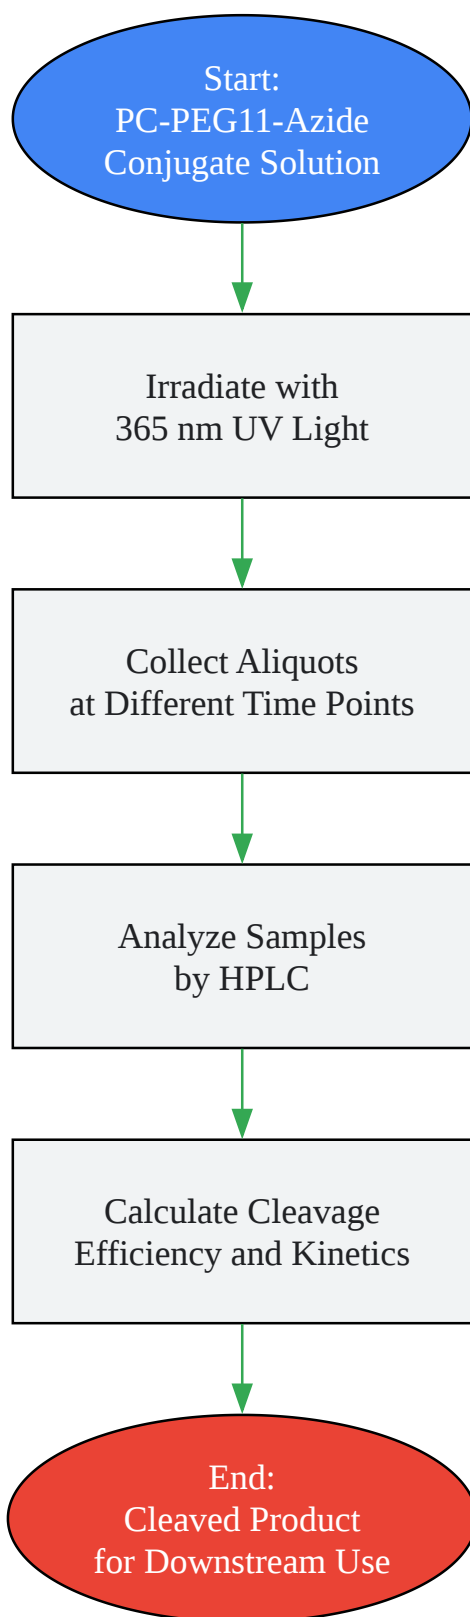 Start:
PC-PEG11-Azide
Conjugate Solution
Irradiate with
365 nm UV Light
Collect Aliquots
at Different Time Points
Analyze Samples
by HPLC
Calculate Cleavage
Efficiency and Kinetics
End:
Cleaved Product
for Downstream Use